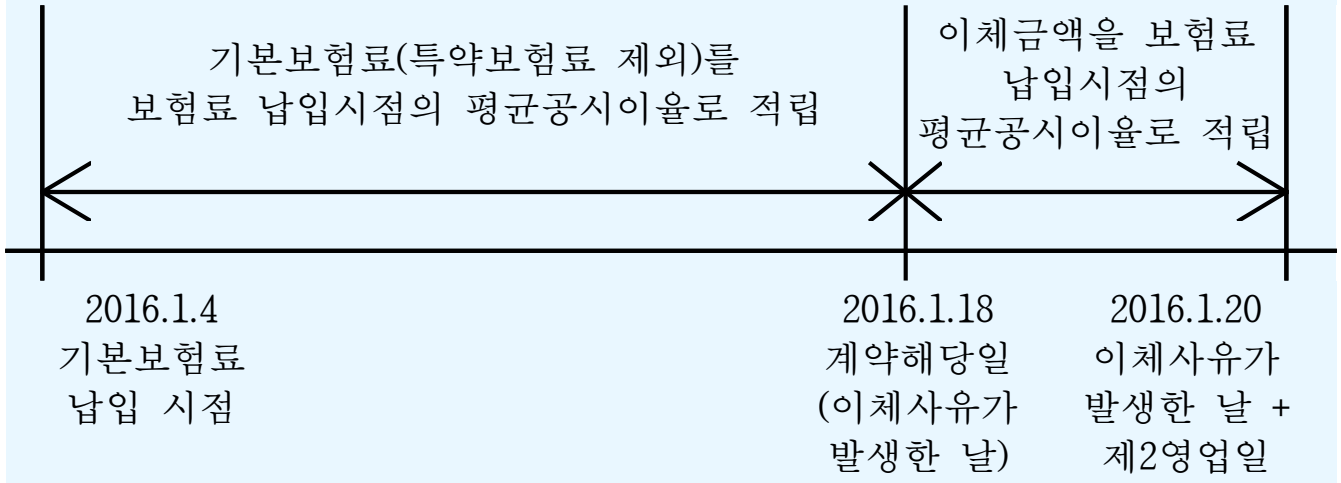 기본보험료(특약보험료 제외)를
보험료 납입시점의 평균공시이율로 적립
이체금액을 보험료
납입시점의
평균공시이율로 적립
2016.1.4
기본보험료
납입 시점
2016.1.18
계약해당일
(이체사유가
발생한 날)
2016.1.20
이체사유가
발생한 날 +
제2영업일